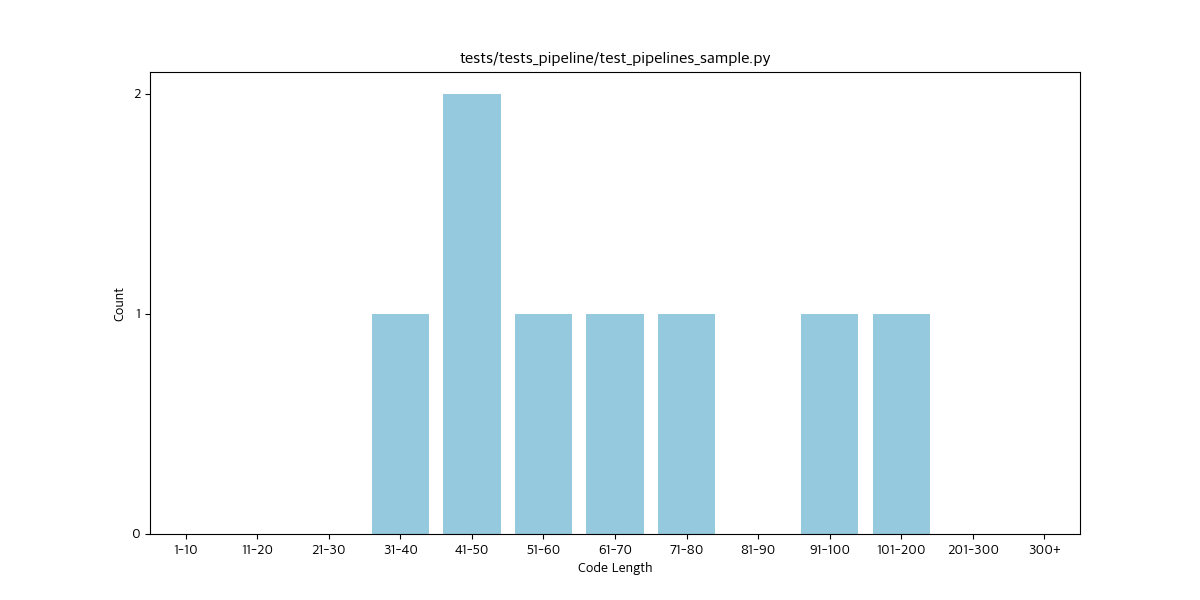 tests/tests_pipeline/test_pipelines_sample.py
2
1
0
Count
1-10 11-20 21-30 31-40 41-50 51-60 61-70 71-80 81-90 91-100 101-200 201-300 300+
Code Length